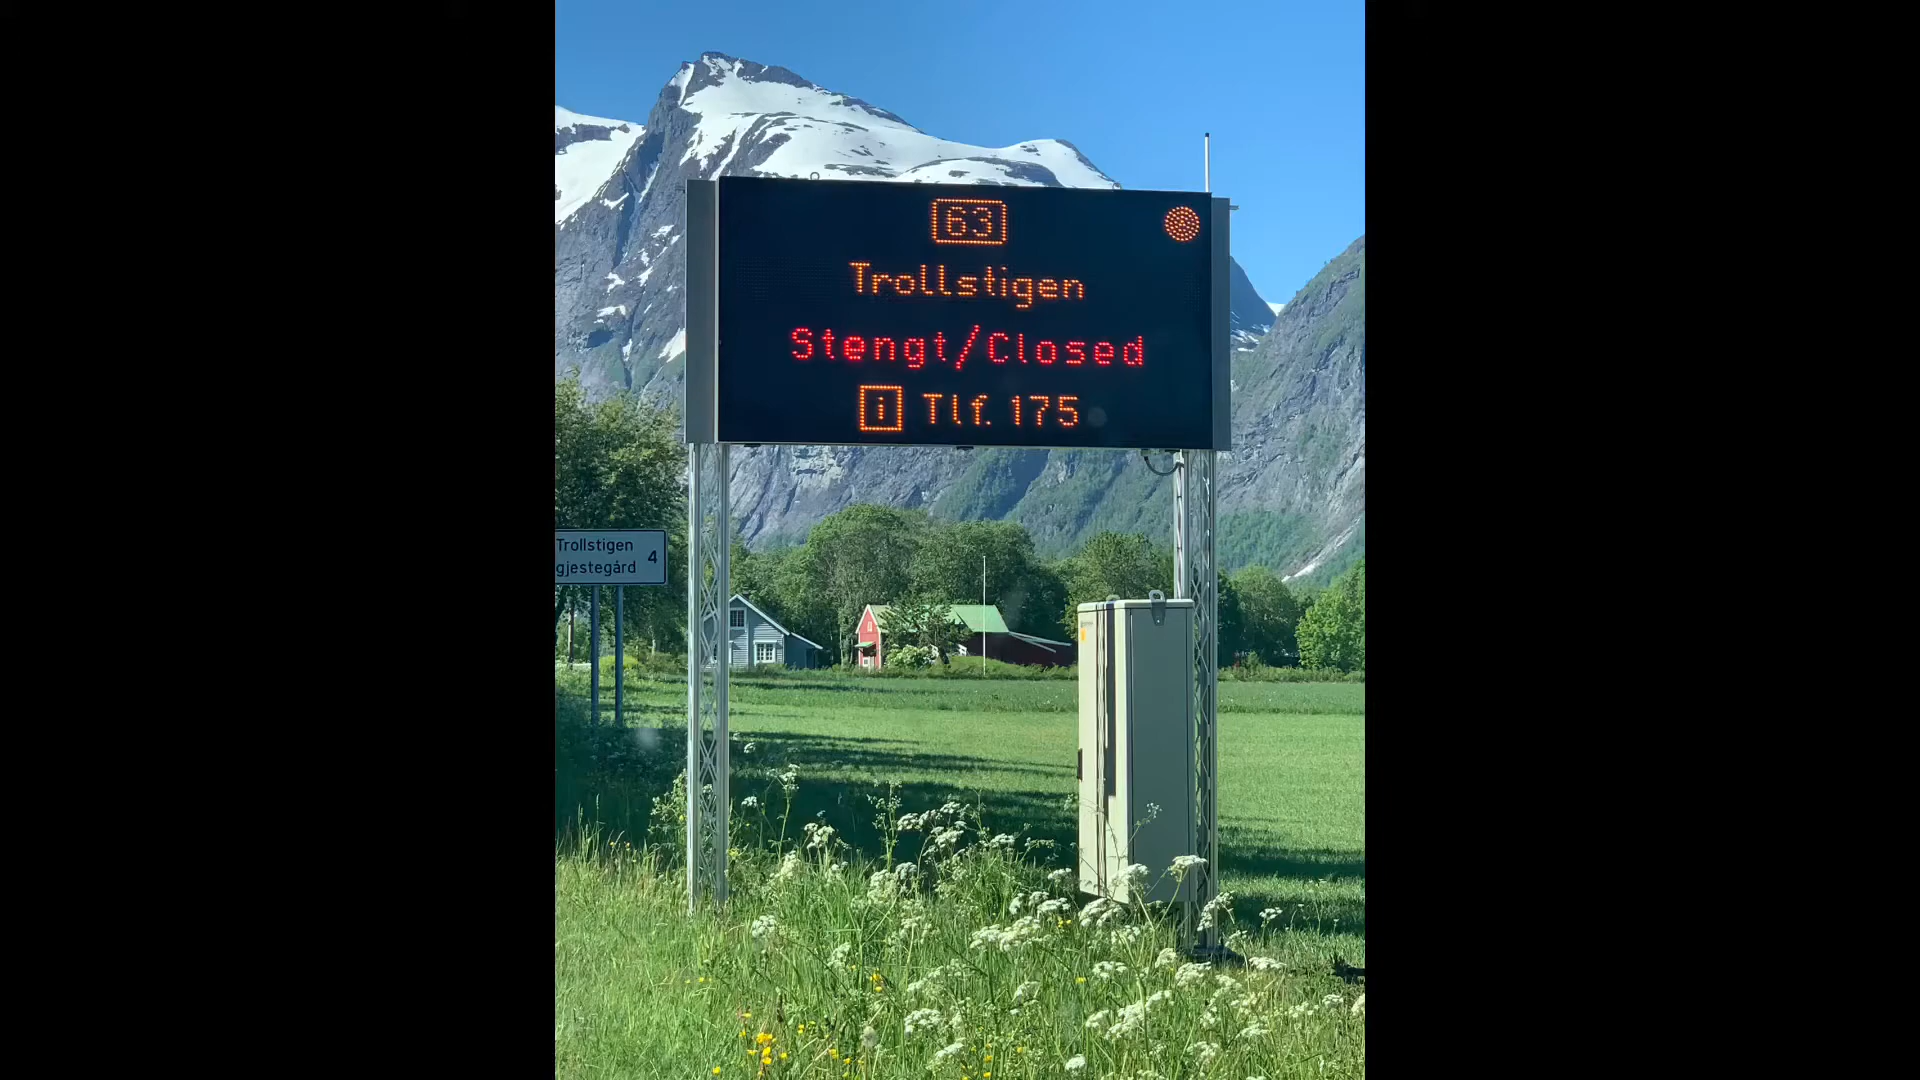 63
Trollstigen
Stengt/Closed
i Tlf. 175
Trollstigen
gjestegård 4